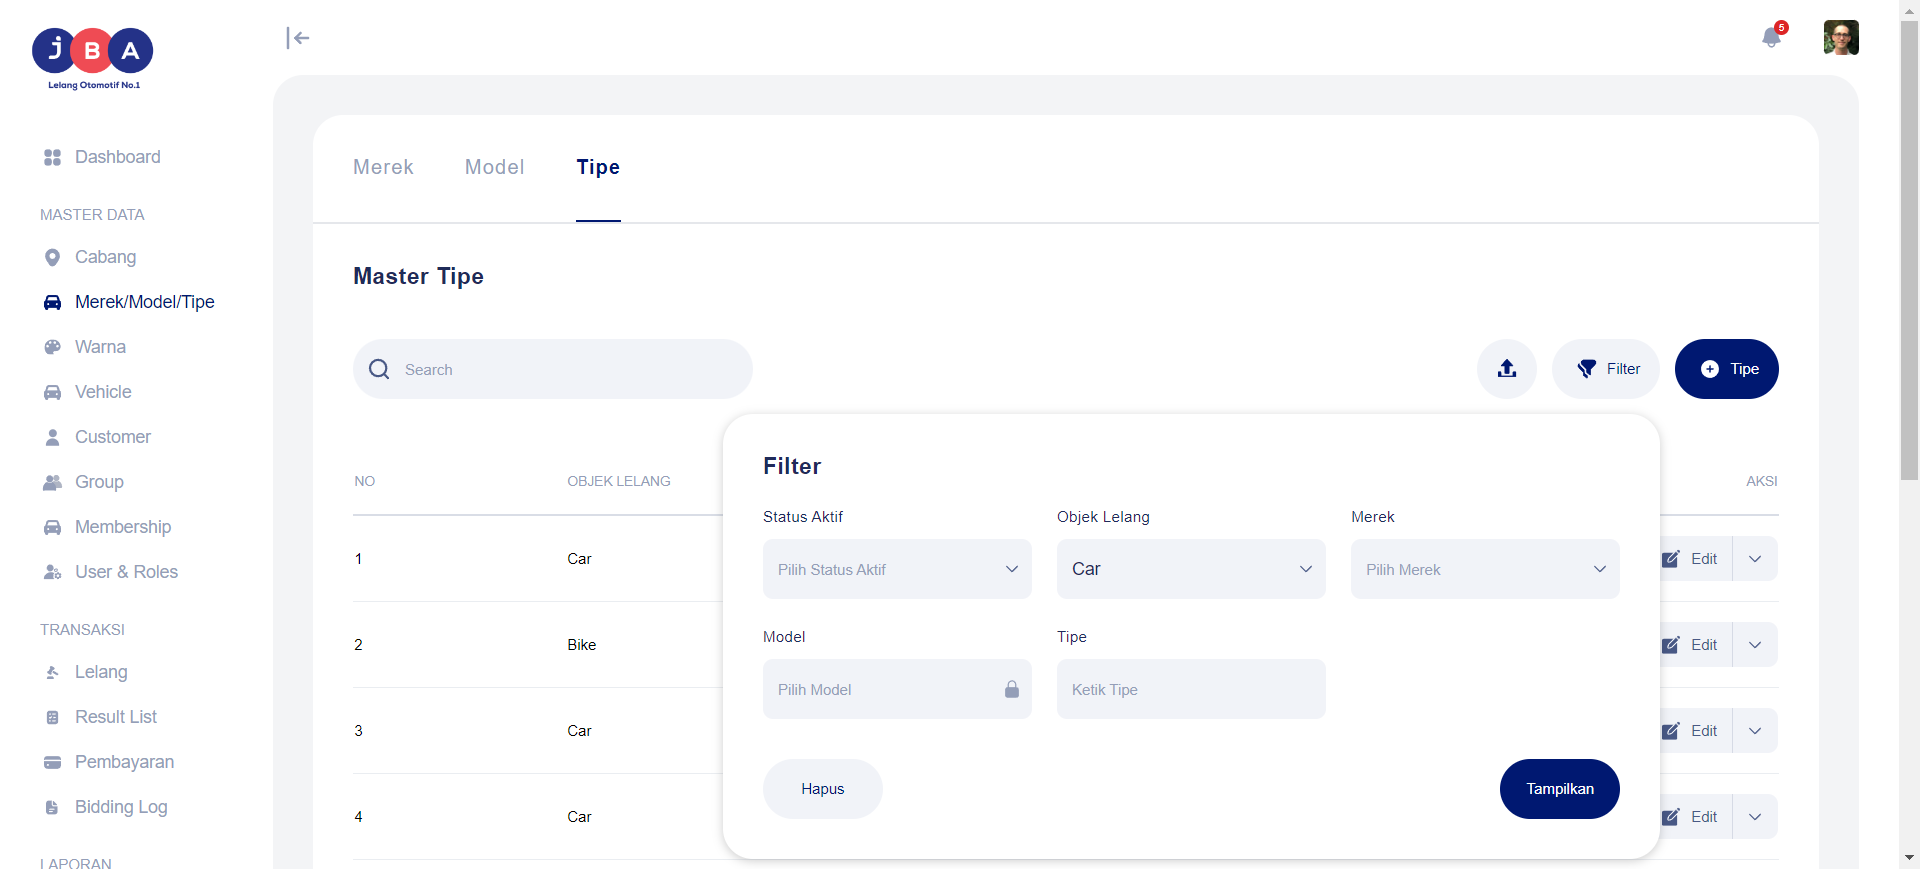 JBA
Lelang Otomotif No.1
5
Dashboard
MASTER DATA
Cabang
Merek/Model/Tipe
Warna
Vehicle
Customer
Group
Membership
User & Roles
TRANSAKSI
Lelang
Result List
Pembayaran
Bidding Log
LAPORAN
Merek Model Tipe
Master Tipe
Search
Filter
Tipe
NO OBJEK LELANG AKSI
1 Car Edit
2 Bike Edit
3 Car Edit
4 Car Edit
Filter
Status Aktif Objek Lelang Merek
Pilih Status Aktif Car Pilih Merek
Model Tipe
Pilih Model Ketik Tipe
Hapus Tampilkan